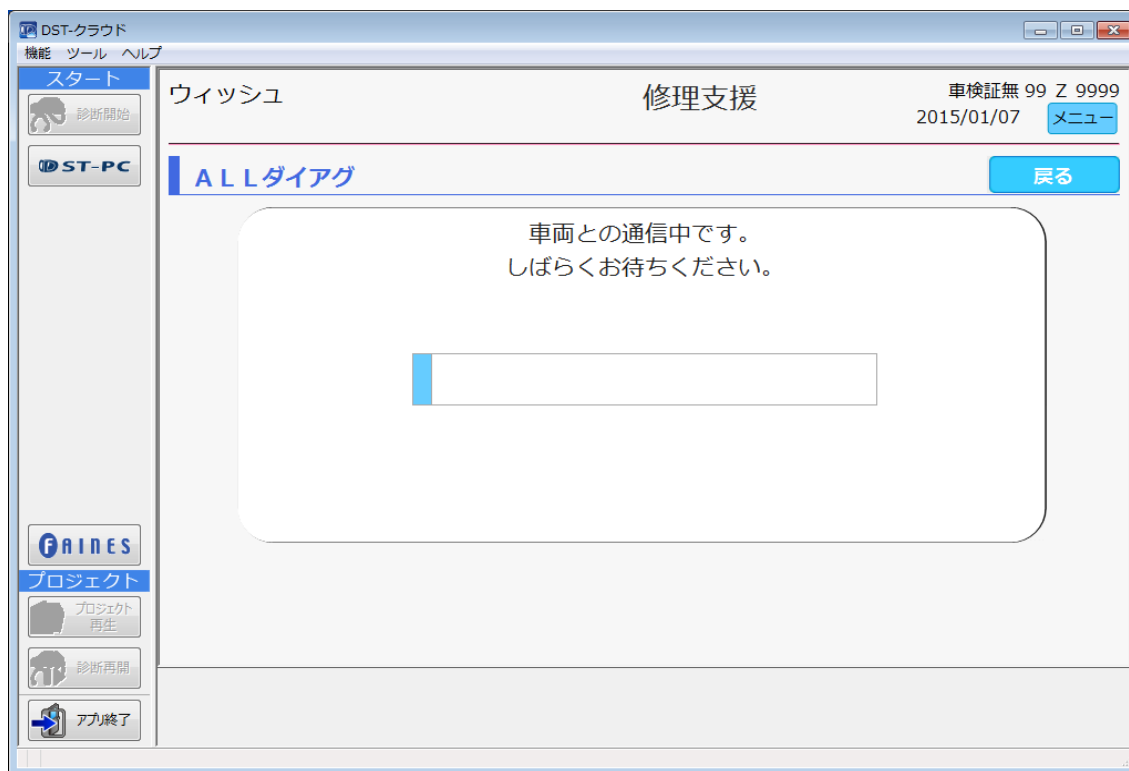 DST-クラウド
機能 ツール ヘルプ
スタート
診断開始
DST-PC
FAINES
プロジェクト
プロジェクト
再生
診断再開
アプリ終了
ウィッシュ
修理支援
車検証無 99 Z 9999
2015/01/07 メニュー
ＡＬＬダイアグ
戻る
車両との通信中です。
しばらくお待ちください。